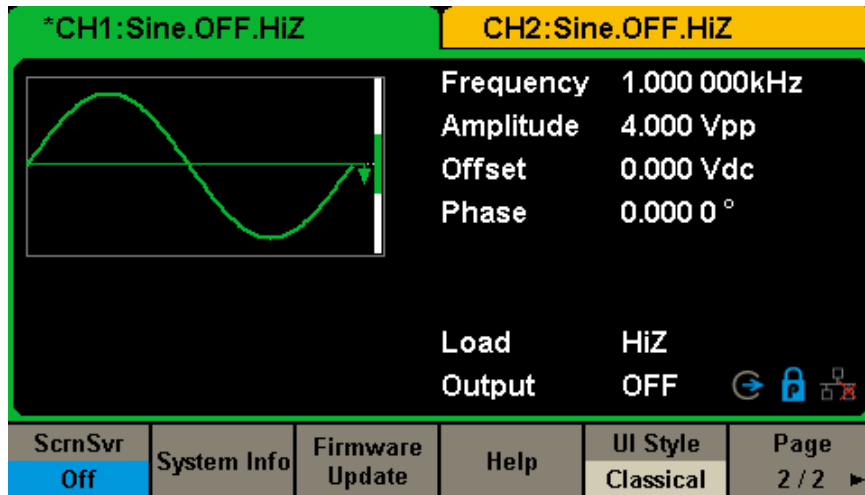 *CH1:Sine.OFF.HiZ
CH2:Sine.OFF.HiZ
Frequency 1.000 000kHz
Amplitude 4.000 Vpp
Offset 0.000 Vdc
Phase 0.000 0 °
Load HiZ
Output OFF
P
ScrnSvr
Off
System Info
Firmware
Update
Help
UI Style
Classical
Page
2 / 2